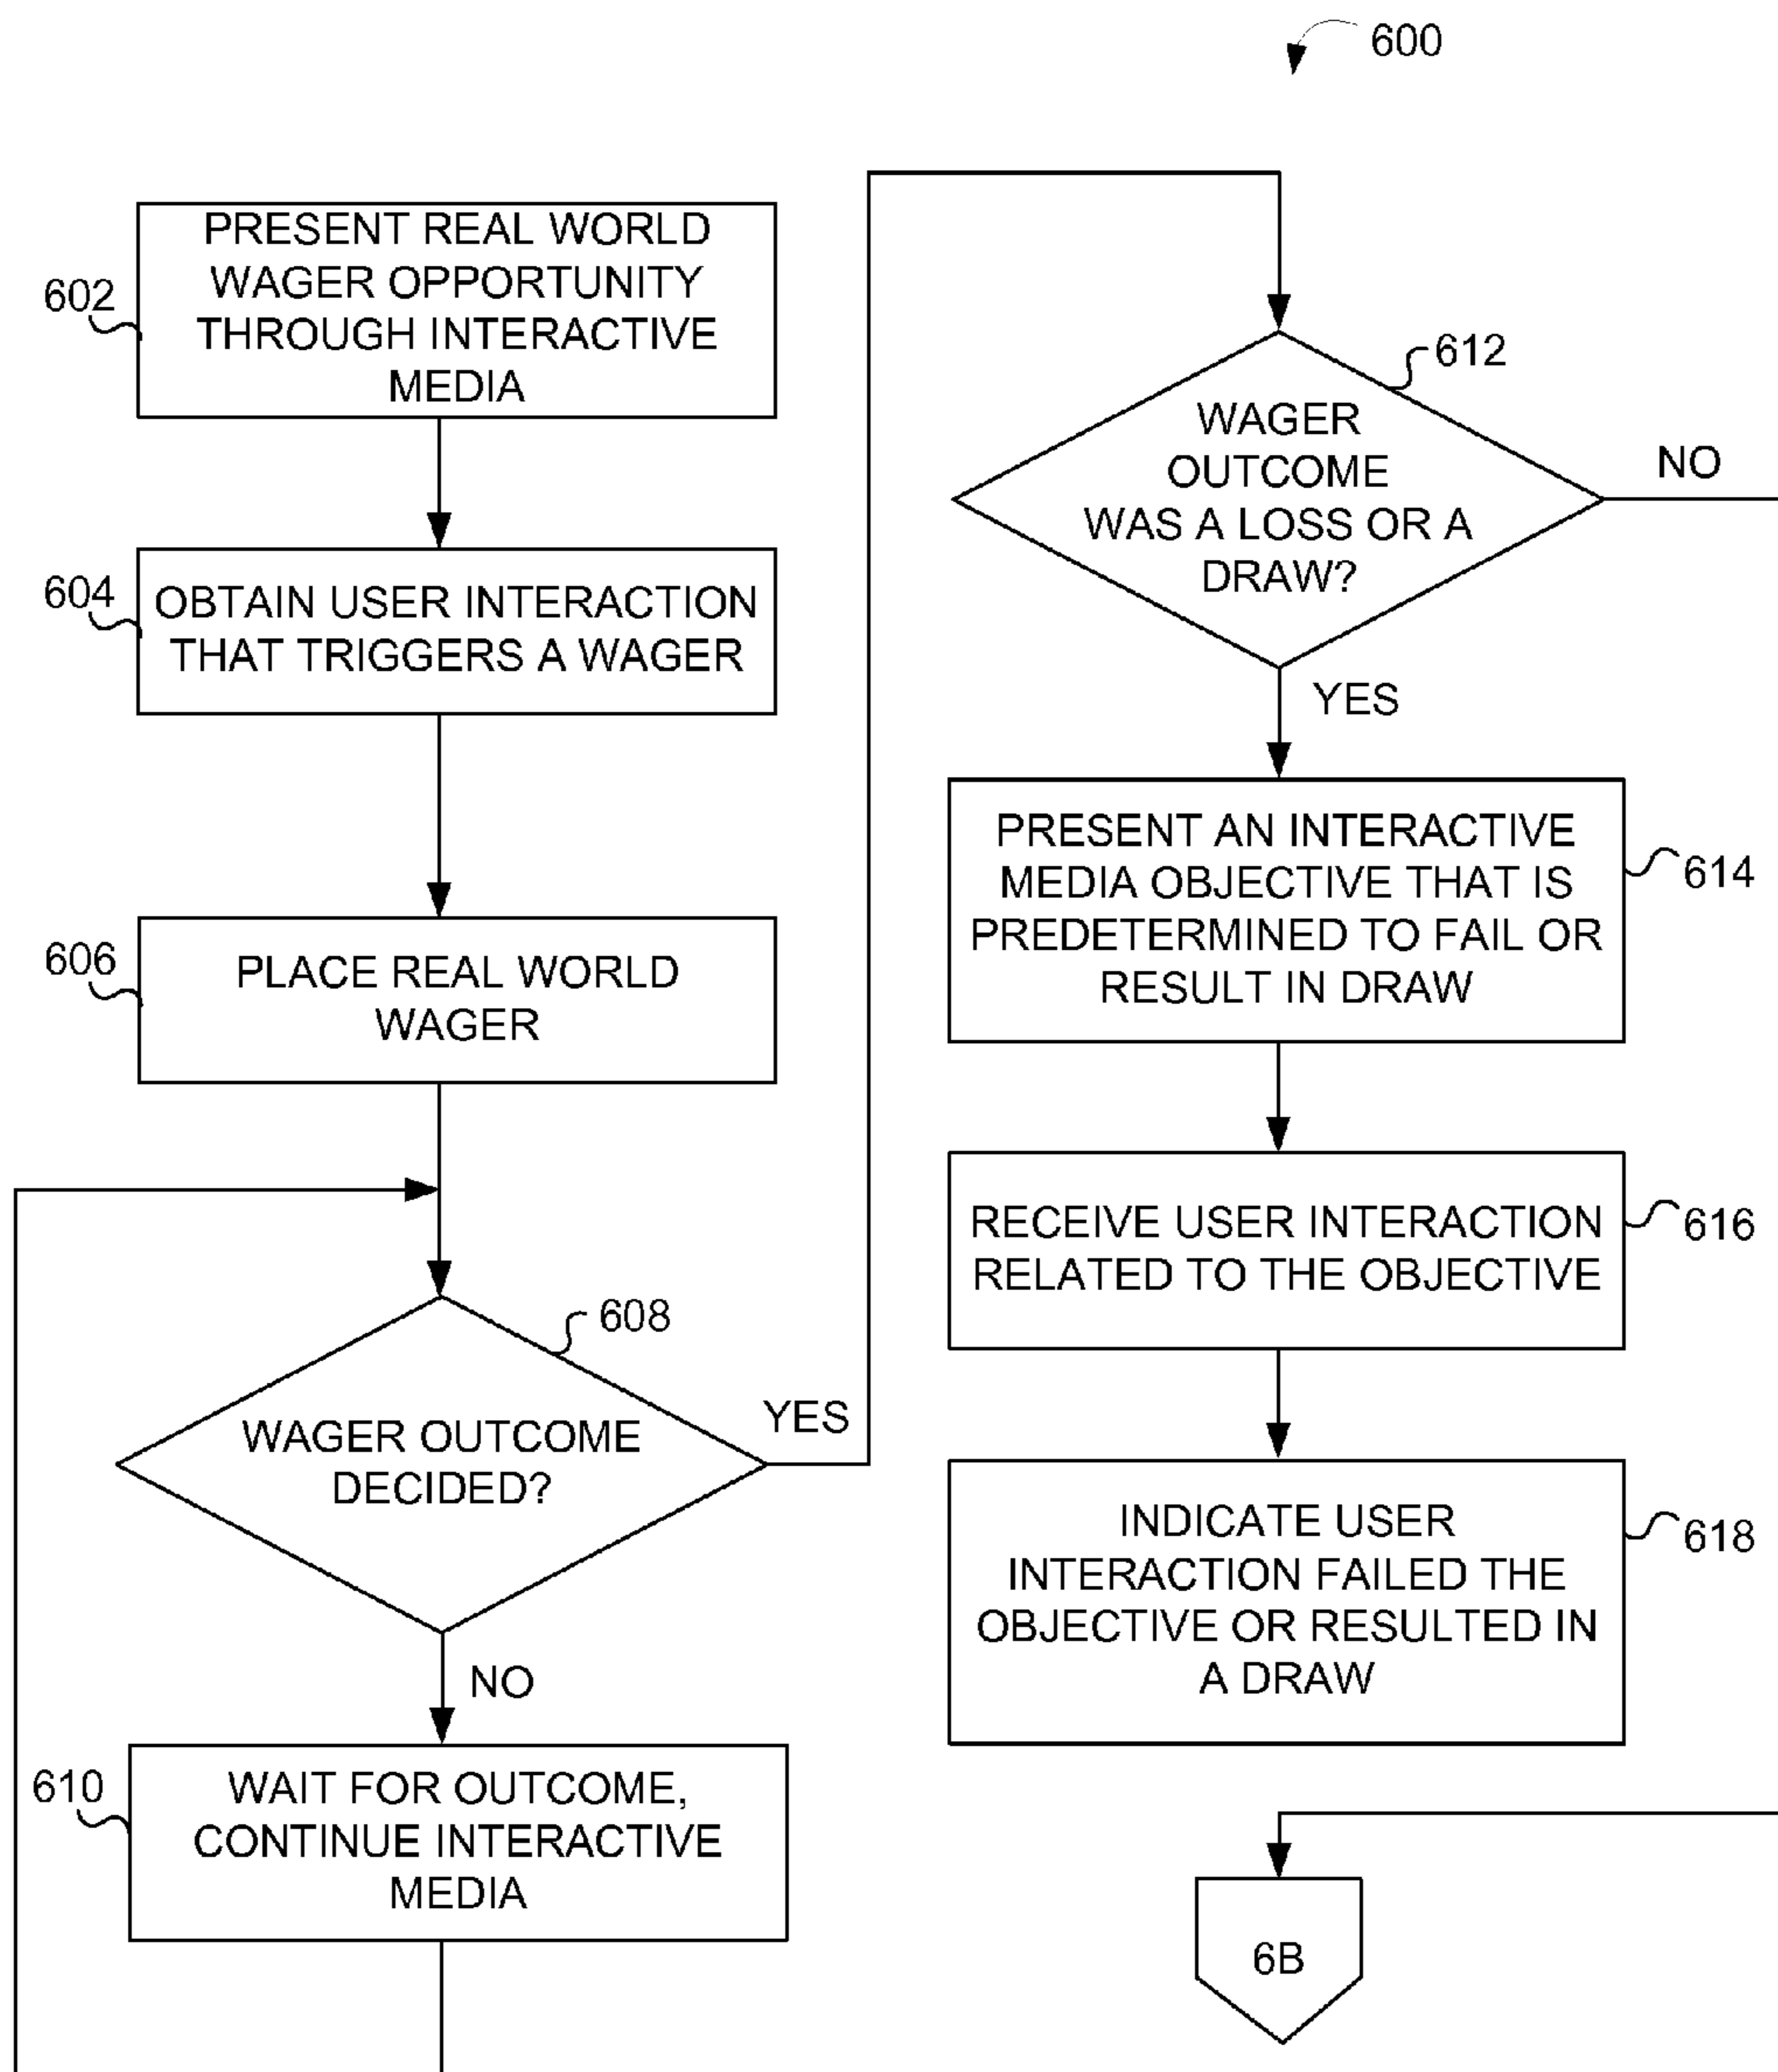 600
602
PRESENT REAL WORLD
WAGER OPPORTUNITY
THROUGH INTERACTIVE
MEDIA
604
OBTAIN USER INTERACTION
THAT TRIGGERS A WAGER
606
PLACE REAL WORLD
WAGER
608
WAGER OUTCOME
DECIDED?
YES
NO
610
WAIT FOR OUTCOME,
CONTINUE INTERACTIVE
MEDIA
612
WAGER
OUTCOME
WAS A LOSS OR A
DRAW?
NO
YES
614
PRESENT AN INTERACTIVE
MEDIA OBJECTIVE THAT IS
PREDETERMINED TO FAIL OR
RESULT IN DRAW
616
RECEIVE USER INTERACTION
RELATED TO THE OBJECTIVE
618
INDICATE USER
INTERACTION FAILED THE
OBJECTIVE OR RESULTED IN
A DRAW
6B